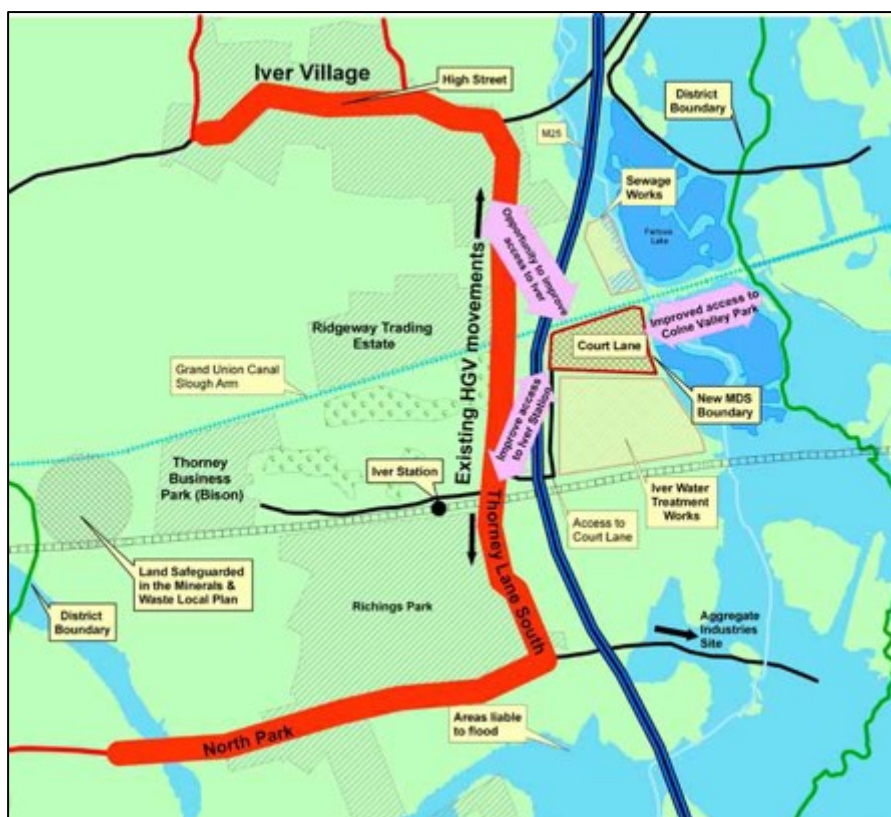 Iver Village
High Street
M25
District
Boundary
Sewage
Works
Farlows
Lake
Opportunity to improve
access to Iver
Existing HGV movements
Improved access to
Colne Valley Park
Ridgeway Trading
Estate
Court Lane
Grand Union Canal
Slough Arm
New MDS
Boundary
Improve access
to Iver Station
Thorney
Business
Park (Bison)
Iver Station
Iver Water
Treatment
Works
Access to
Court Lane
Land Safeguarded
in the Minerals &
Waste Local Plan
Thorney Lane South
District
Boundary
Richings Park
Aggregate
Industries
Site
North Park
Areas liable
to flood